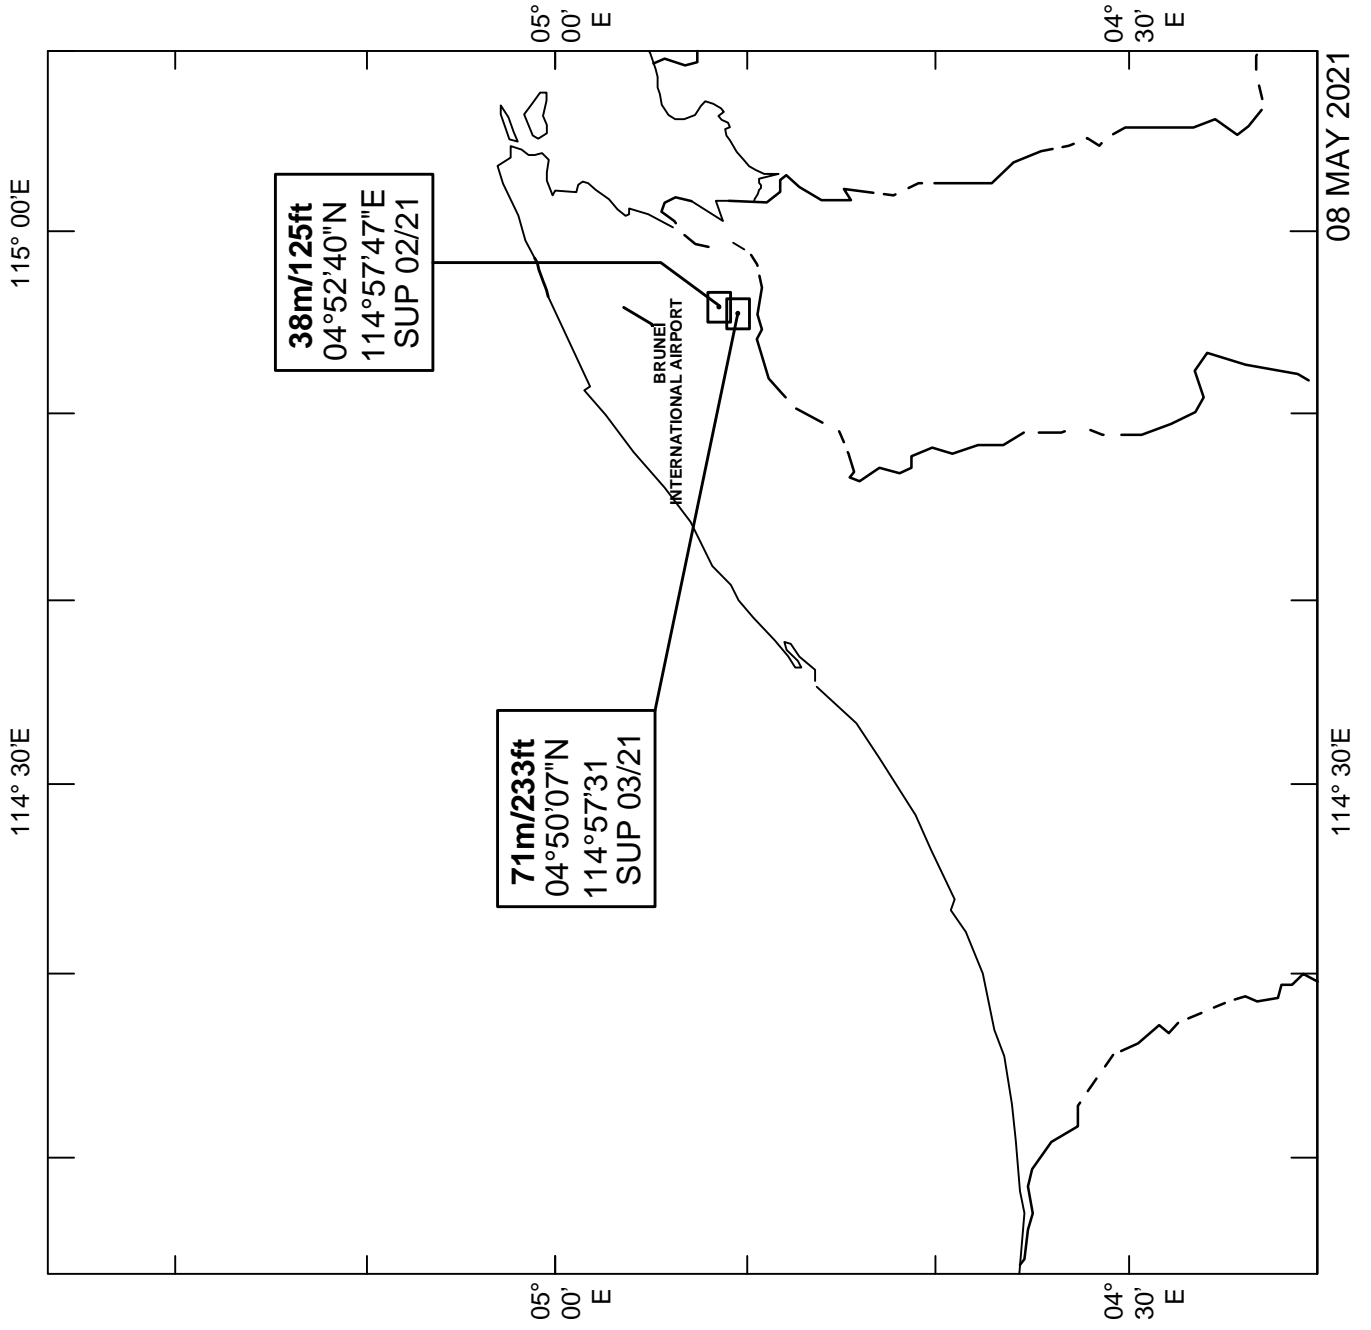 115° 00'E
114° 30'E
05°
00'
E
04°
30'
E
38m/125ft
04°52'40"N
114°57'47"E
SUP 02/21
BRUNEI
INTERNATIONAL AIRPORT
71m/233ft
04°50'07"N
114°57'31
SUP 03/21
05°
00'
E
04°
30'
E
115° 00'E
114° 30'E
08 MAY 2021